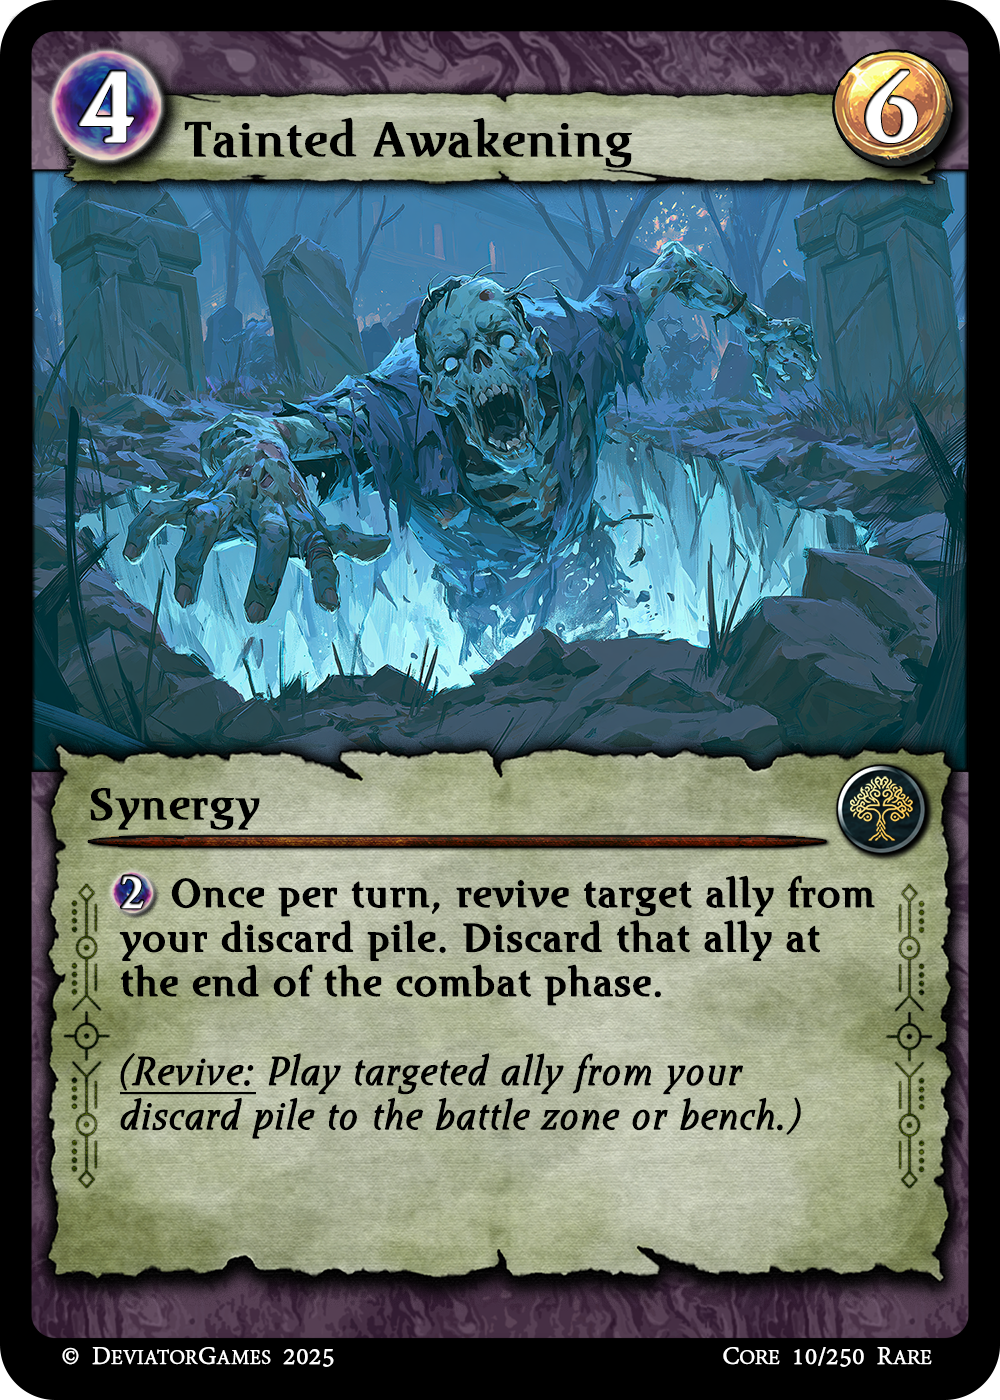 4
Tainted Awakening
6
Synergy
2 Once per turn, revive target ally from
your discard pile. Discard that ally at
the end of the combat phase.
(Revive: Play targeted ally from your
discard pile to the battle zone or bench.)
© DeviatorGames 2025
Core 10/250 Rare